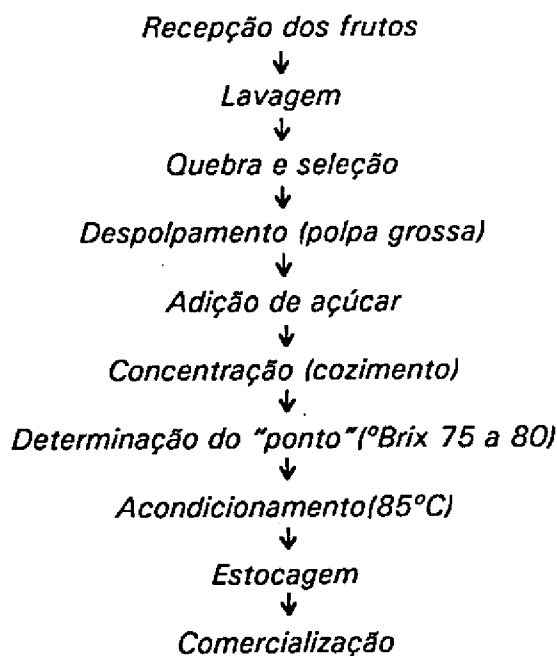 Recepção dos frutos
↓
Lavagem
↓
Quebra e seleção
↓
Despolpamento (polpa grossa)
↓
Adição de açúcar
↓
Concentração (cozimento)
↓
Determinação do "ponto"(ºBrix 75 a 80)
↓
Acondicionamento(85ºC)
↓
Estocagem
↓
Comercialização